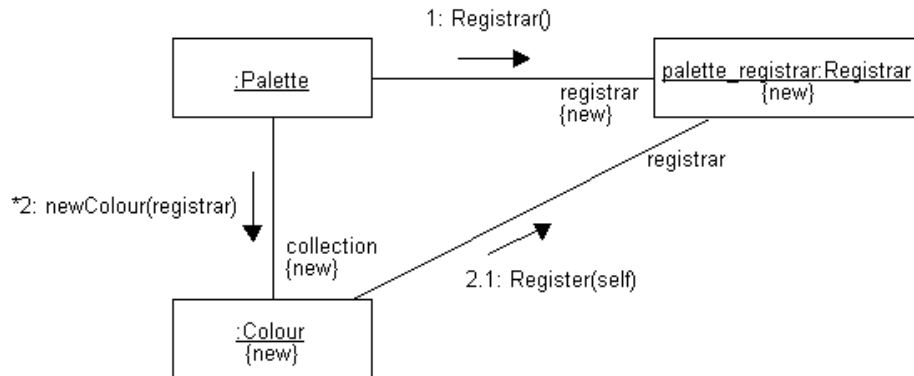 1: Registrar()
:Palette
palette_registrar:Registrar
{new}
registrar
{new}
registrar
*2: newColour(registrar)
collection
{new}
2.1: Register(self)
:Colour
{new}